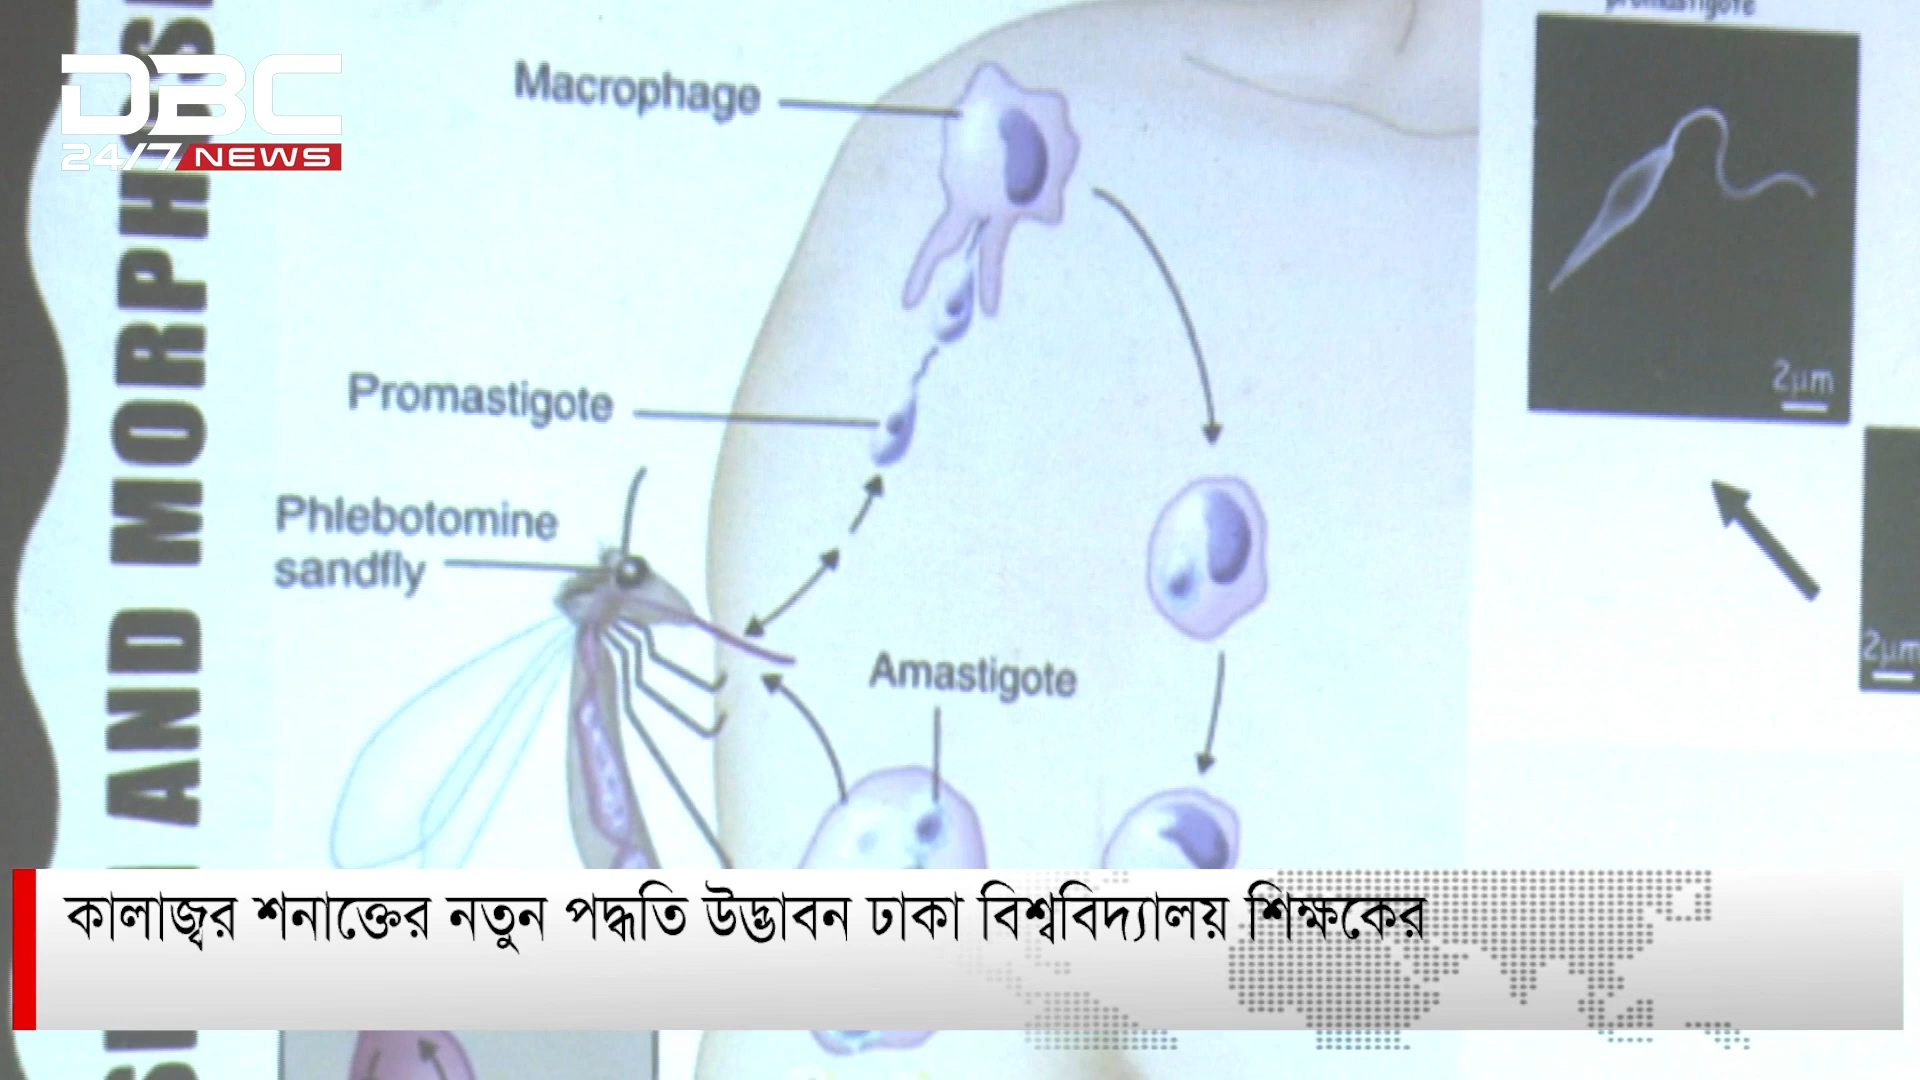 DBC
24/7 NEWS
AND MORPH
promastigote
Macrophage
2µm
Promastigote
Phlebotomine
sandfly
Amastigote
2µm
কালাজ্বর শনাক্তের নতুন পদ্ধতি উদ্ভাবন ঢাকা বিশ্ববিদ্যালয় শিক্ষকের